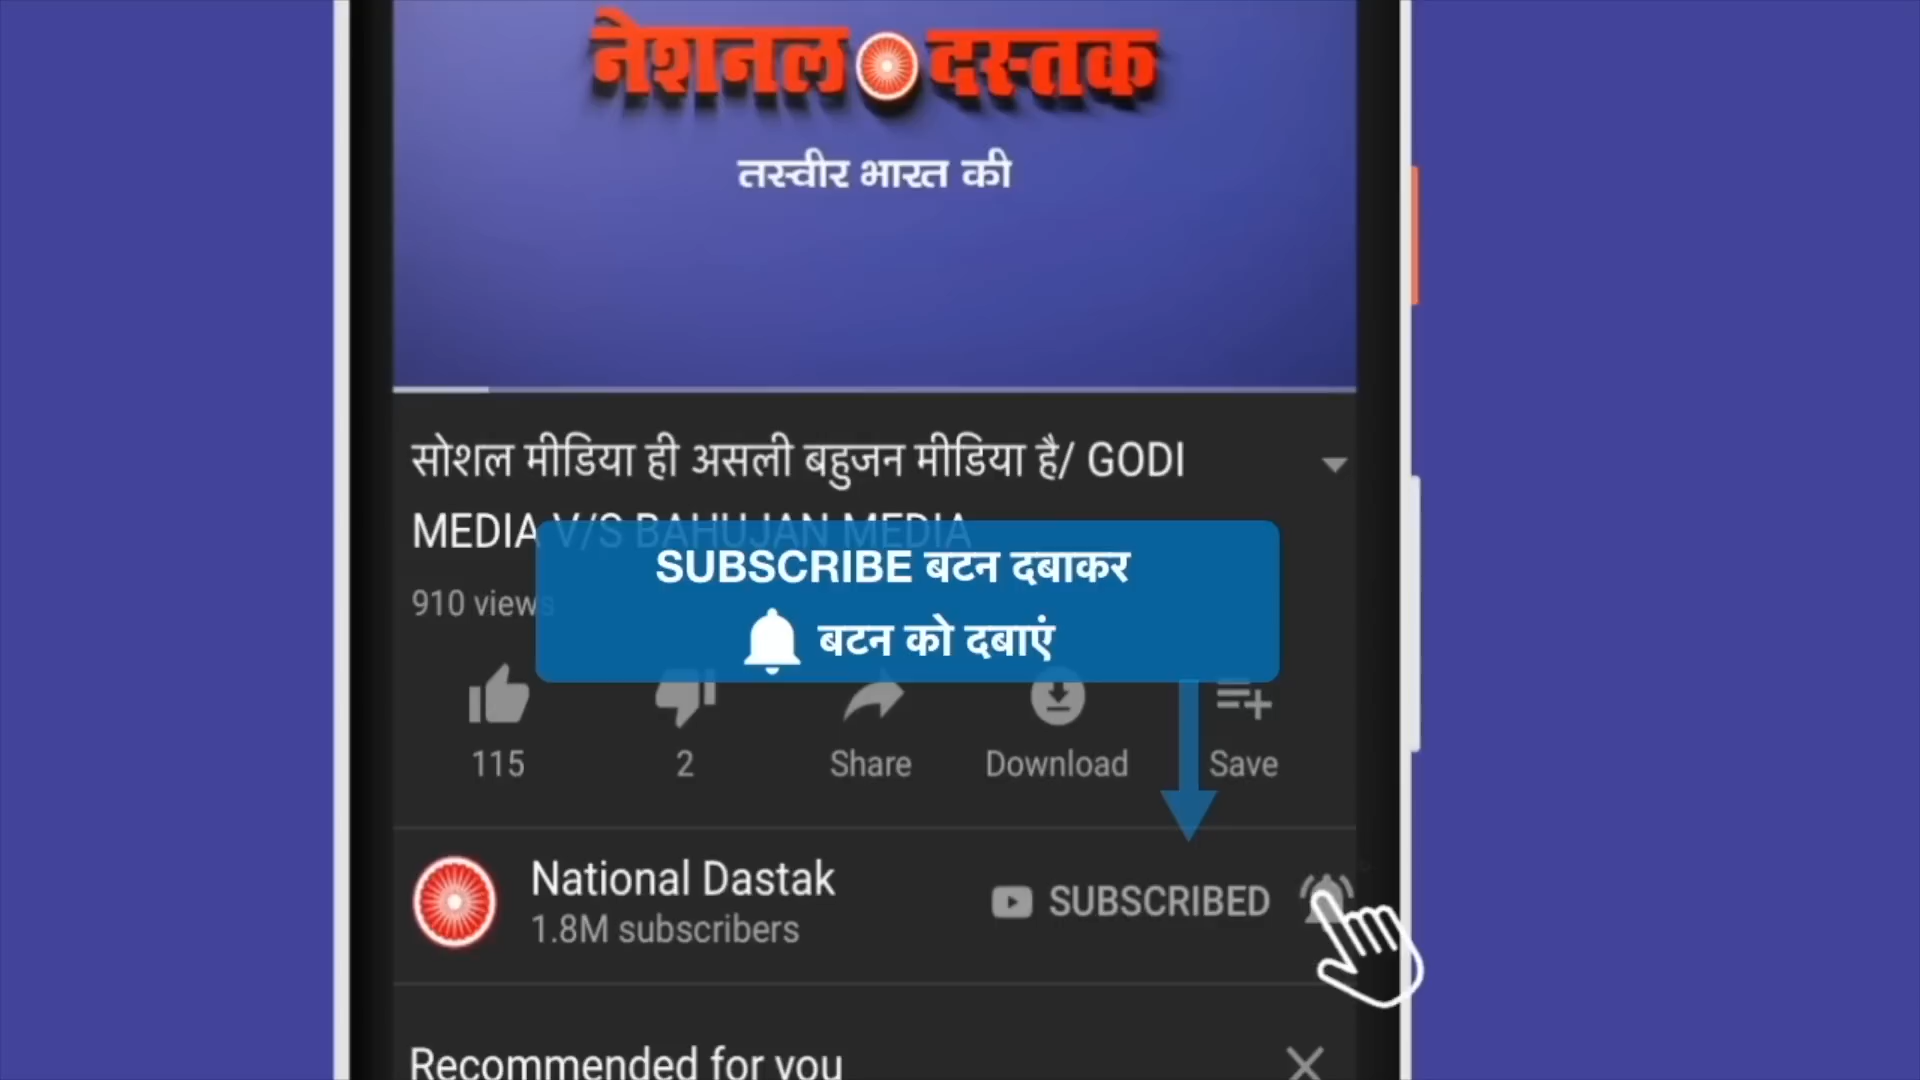 नेशनल दस्तक
तस्वीर भारत की
सोशल मीडिया ही असली बहुजन मीडिया है/ GODI
MEDIA V/S BAHUJAN MEDIA
SUBSCRIBE बटन दबाकर
बटन को दबाएं
910 views
115
2
Share
Download
Save
National Dastak
1.8M subscribers
SUBSCRIBED
Recommended for you